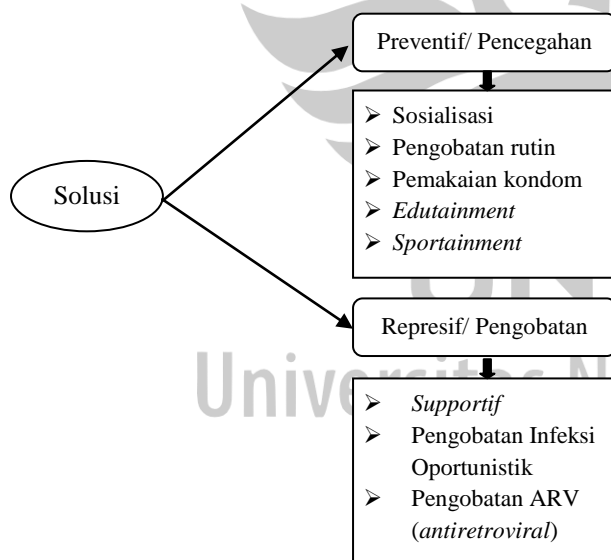 Preventif/ Pencegahan
➢ Sosialisasi
➢ Pengobatan rutin
➢ Pemakaian kondom
➢ Edutainment
➢ Sportainment
Solusi
Represif/ Pengobatan
➢ Supportif
➢ Pengobatan Infeksi
Oportunistik
➢ Pengobatan ARV
(antiretroviral)